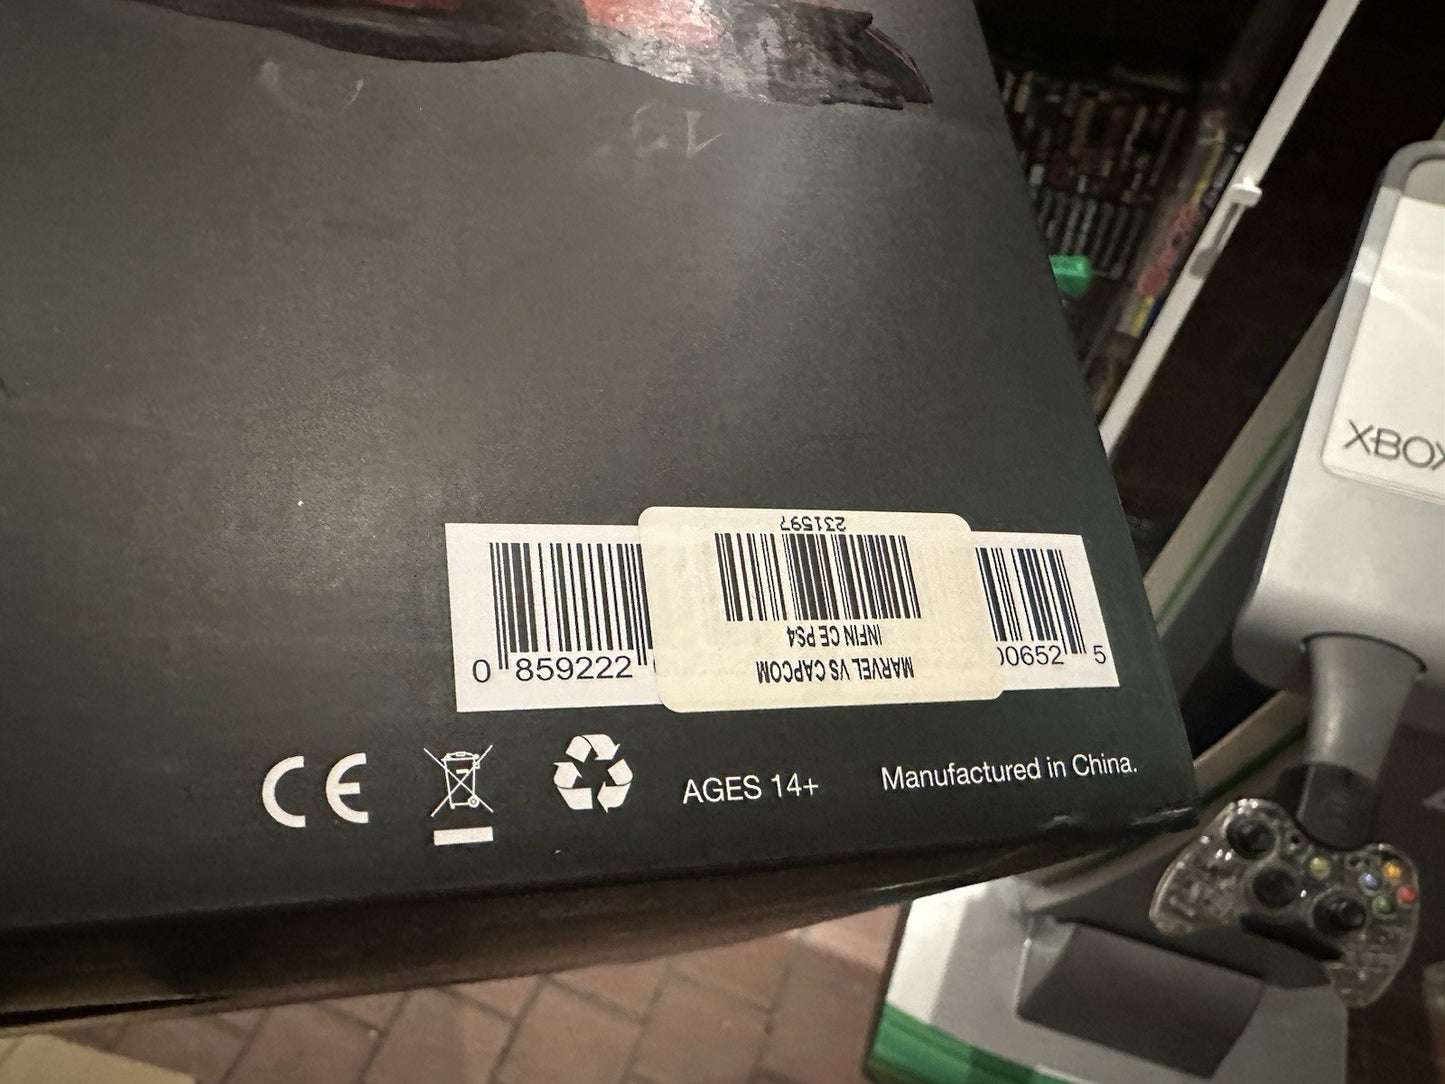 XBOX
231597
INFIN CE PS4
MARVEL VS CAPCOM
0 859222 00652 5
CE
AGES 14+ Manufactured in China.